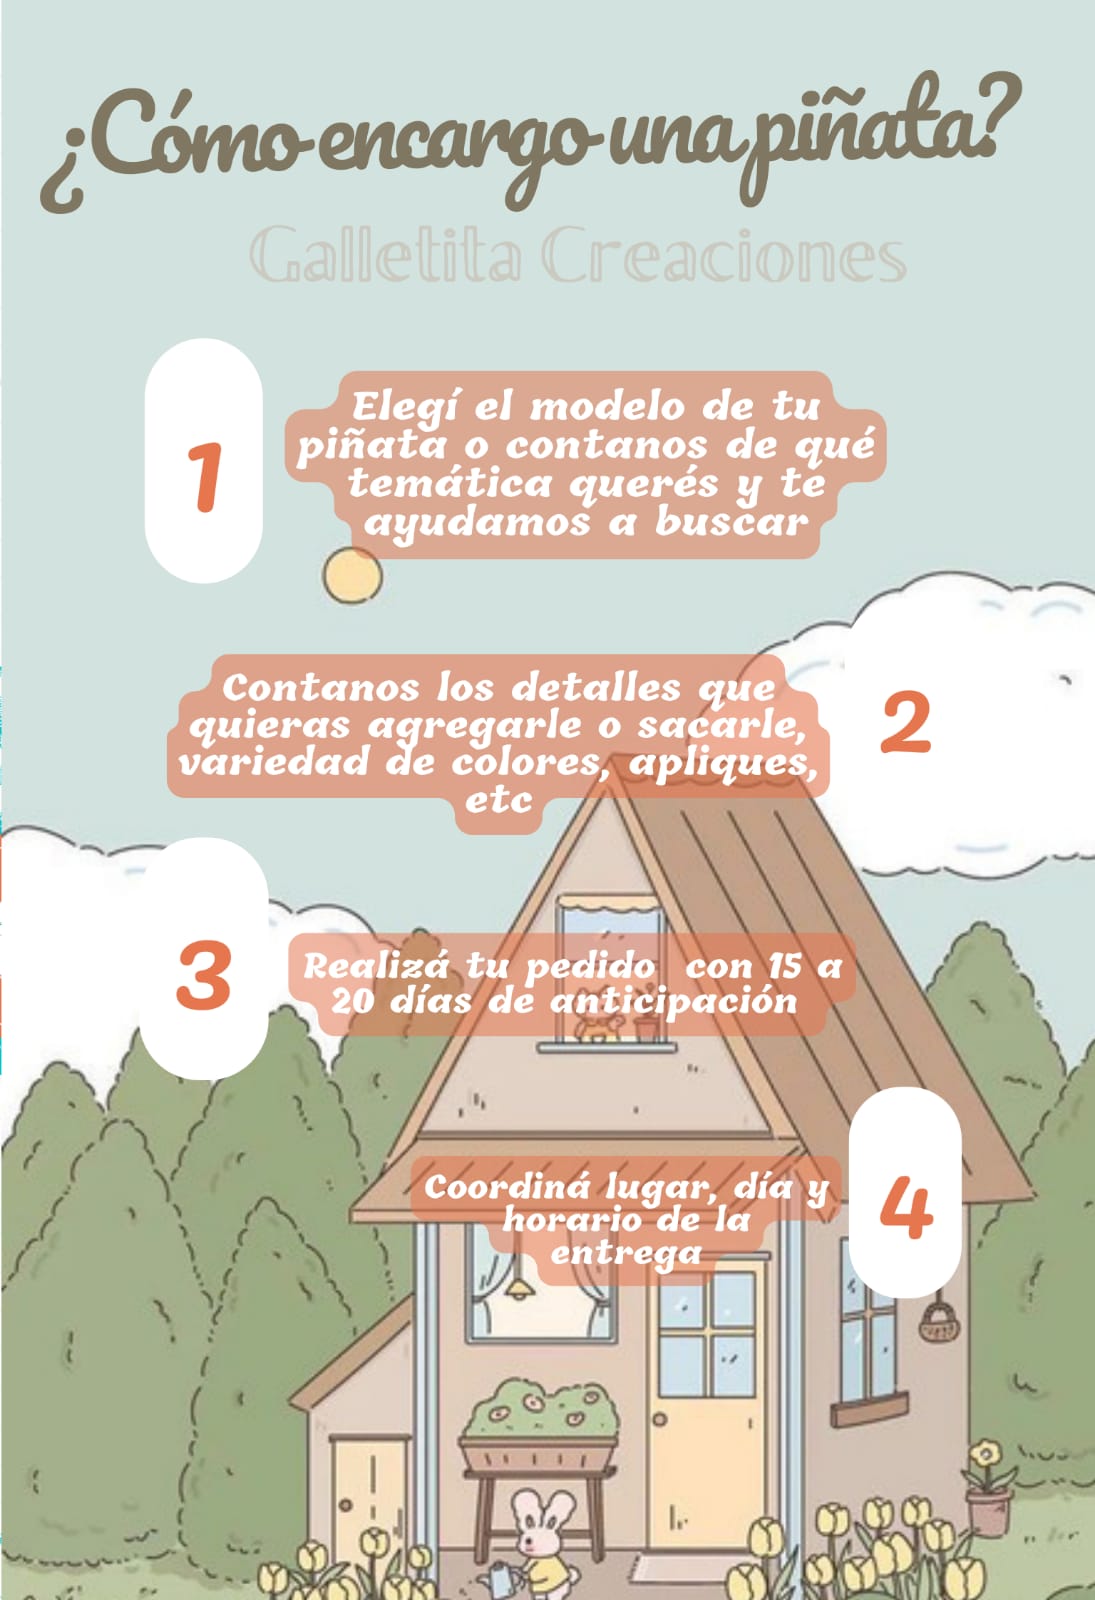 ¿Cómo encargo una piñata?
Galletita Creaciones
1
Elegí el modelo de tu
piñata o contanos de qué
temática querés y te
ayudamos a buscar
2
Contanos los detalles que
quieras agregarle o sacarle,
variedad de colores, apliques,
etc
3
Realizá tu pedido con 15 a
20 días de anticipación
4
Coordiná lugar, día y
horario de la
entrega